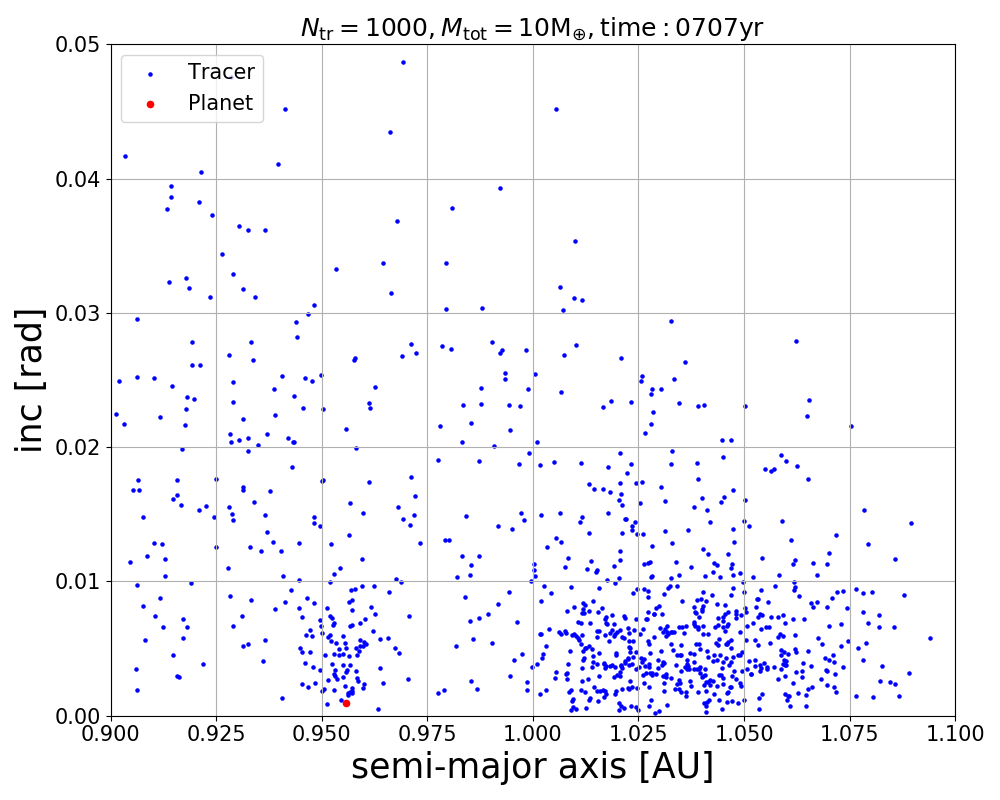 N_tr = 1000, M_tot = 10M_⊕, time : 0707yr
0.05
Tracer
Planet
0.04
0.03
inc [rad]
0.02
0.01
0.00
0.900 0.925 0.950 0.975 1.000 1.025 1.050 1.075 1.100
semi-major axis [AU]